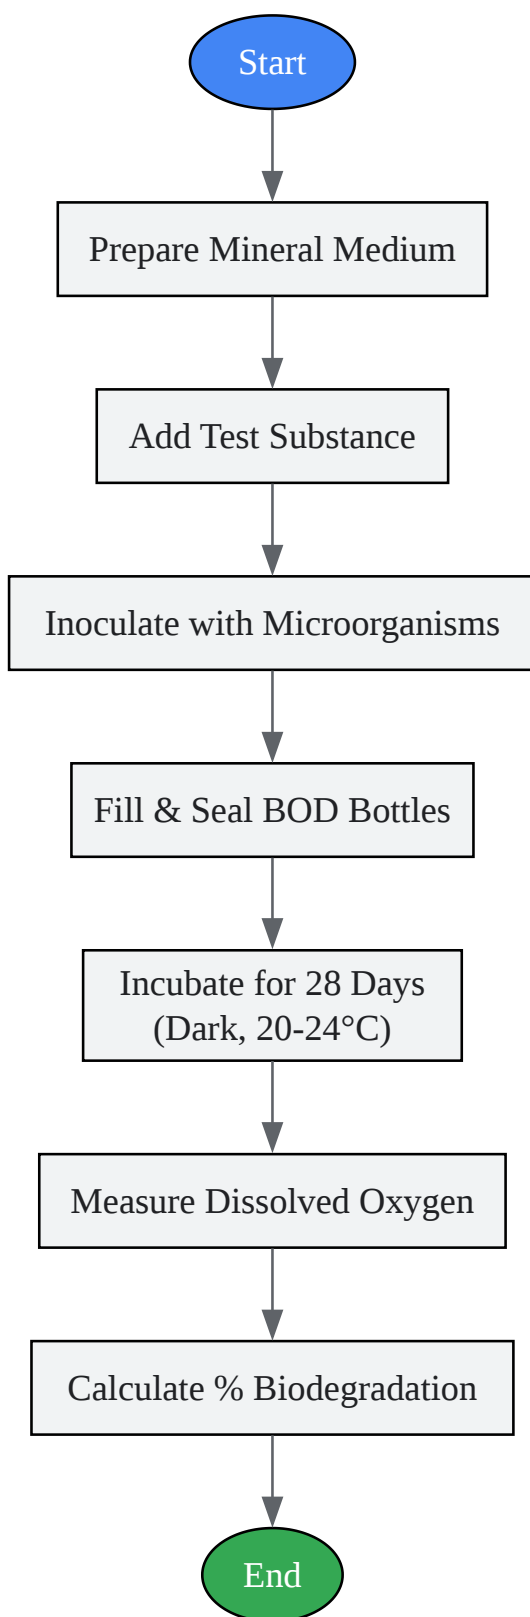 Start
Prepare Mineral Medium
Add Test Substance
Inoculate with Microorganisms
Fill & Seal BOD Bottles
Incubate for 28 Days
(Dark, 20-24°C)
Measure Dissolved Oxygen
Calculate % Biodegradation
End